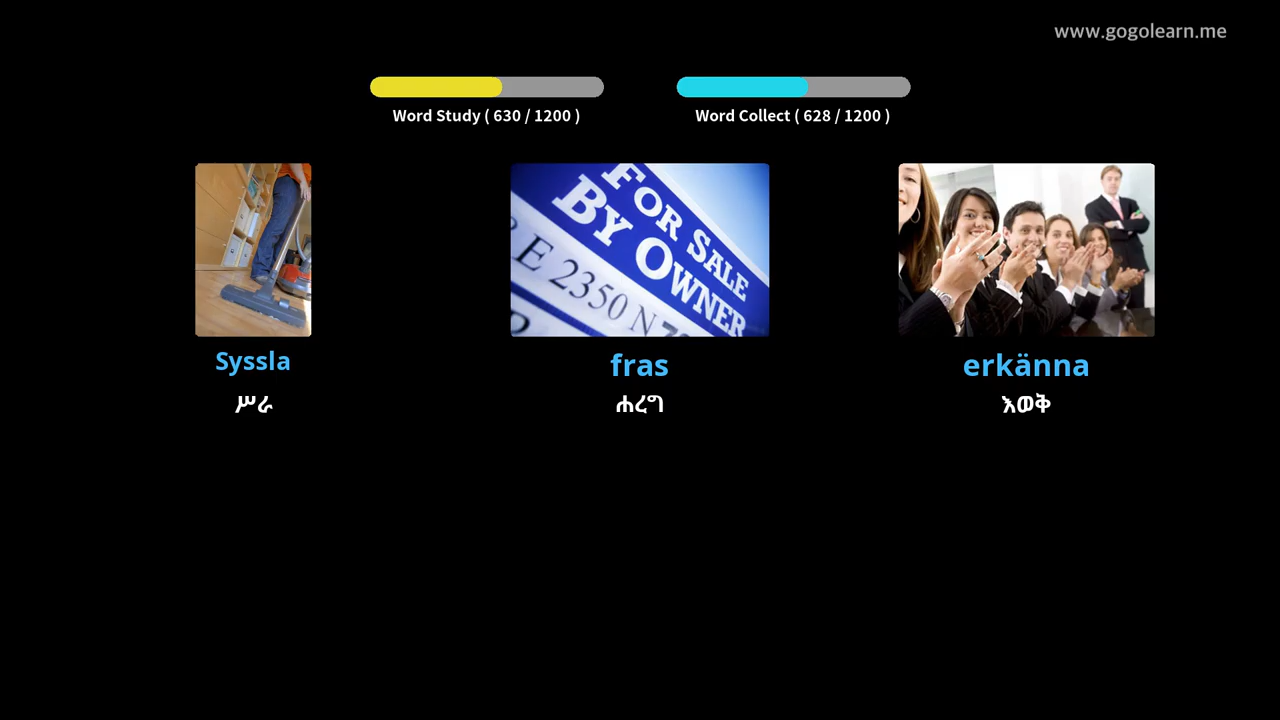 www.gogolearn.me
Word Study ( 630 / 1200 )
Word Collect ( 628 / 1200 )
FOR SALE
BY OWNER
E 2350 N
Syssla
fras
erkänna
ሥራ
ሐረግ
እወቅ